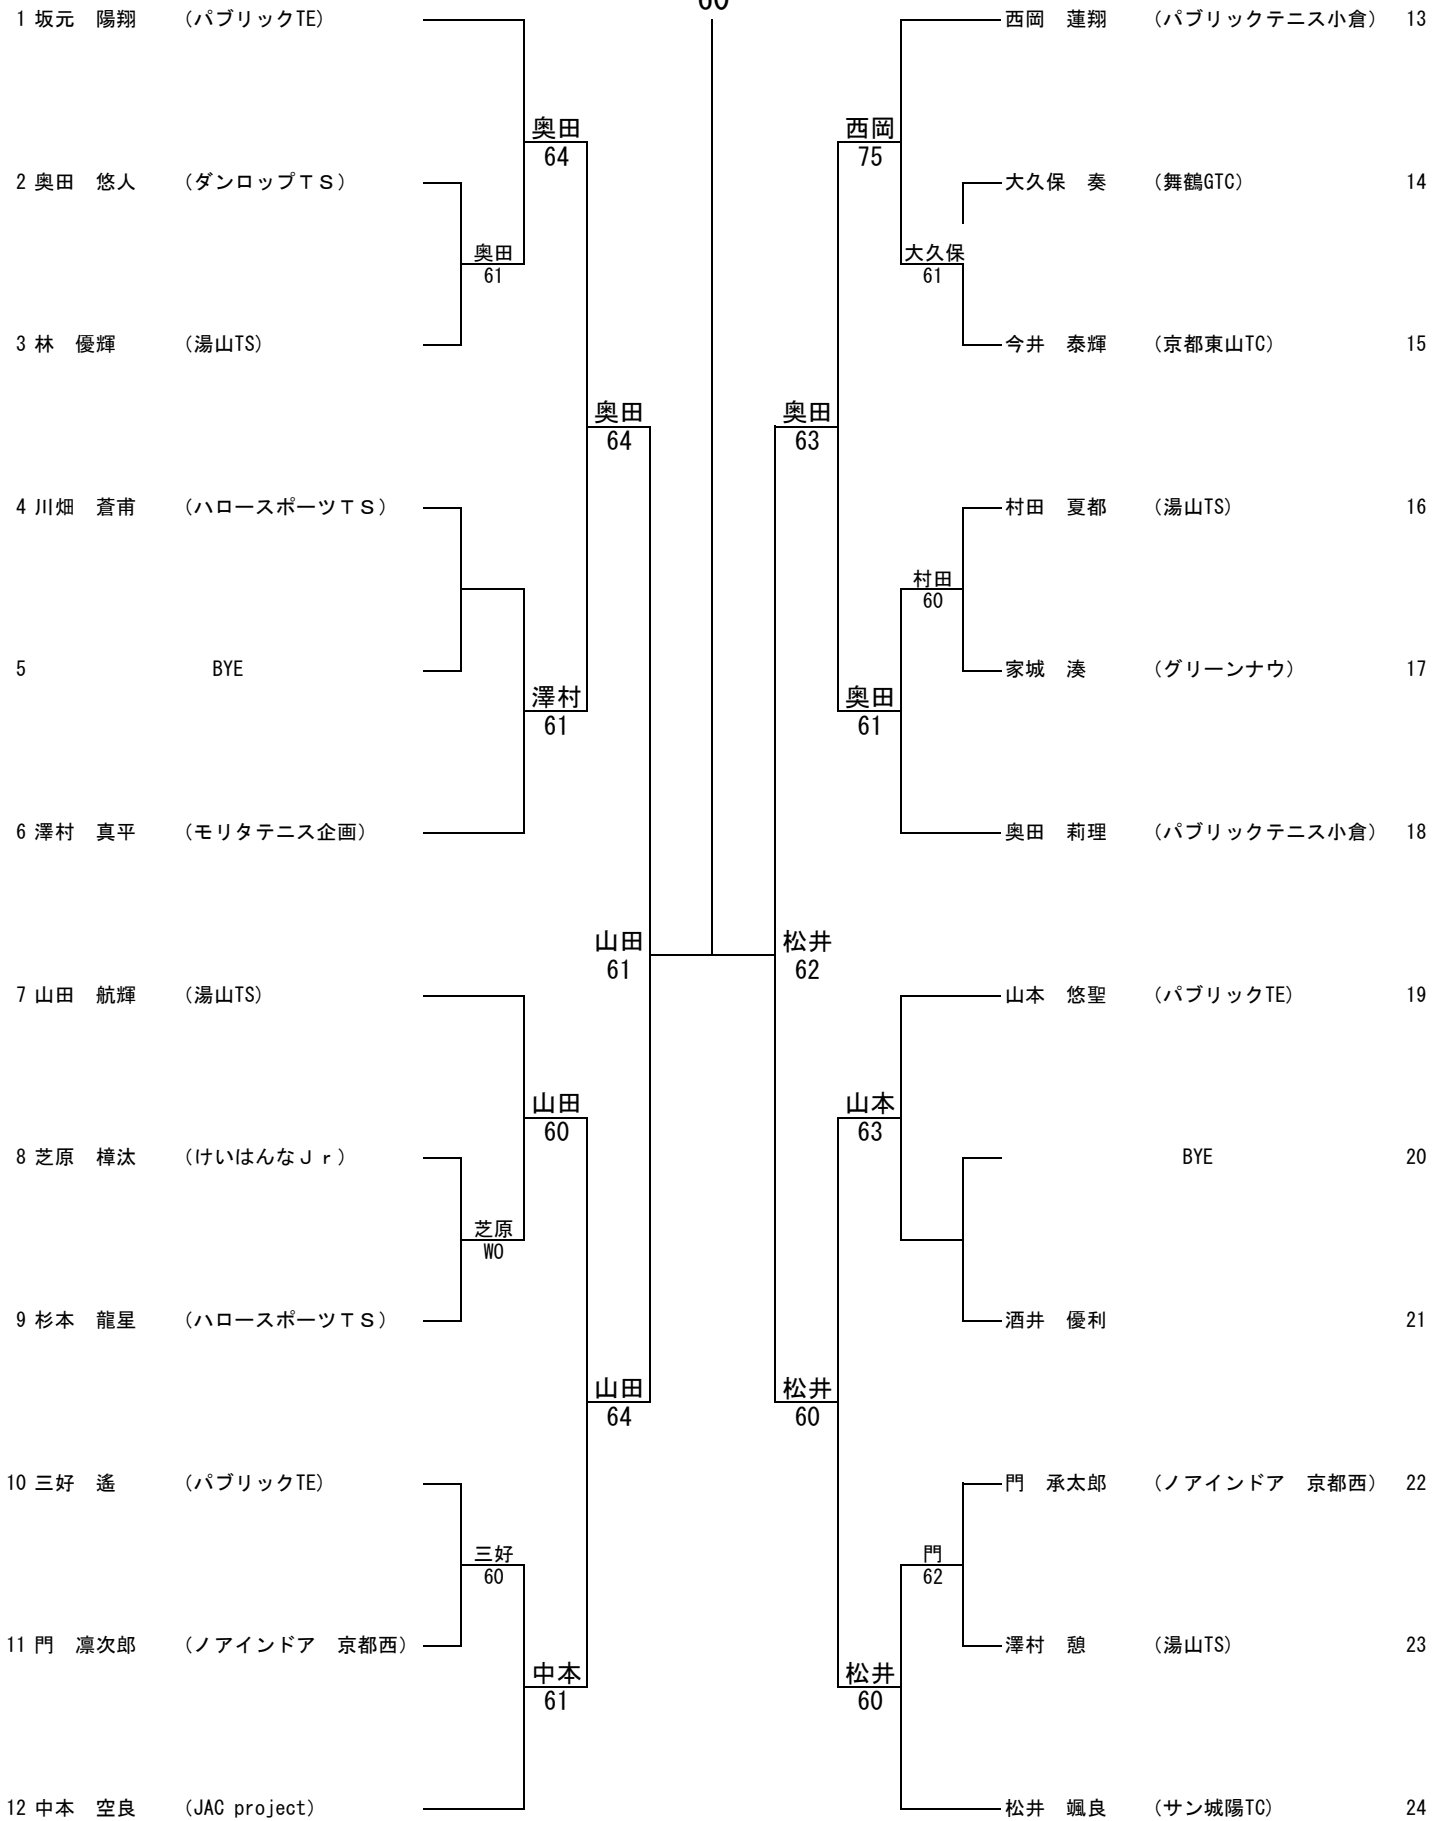 60
1 坂元　陽翔　（パブリックTE）
奥田
64
2 奥田　悠人　（ダンロップＴＳ）
奥田
61
3 林　優輝　（湯山TS）
奥田
64
4 川畑　蒼甫　（ハロースポーツＴＳ）
5 BYE
澤村
61
6 澤村　真平　（モリタテニス企画）
山田
61
7 山田　航輝　（湯山TS）
山田
60
8 芝原　樟汰　（けいはんなＪｒ）
芝原
WO
9 杉本　龍星　（ハロースポーツＴＳ）
山田
64
10 三好　遙　（パブリックTE）
三好
60
11 門　凛次郎　（ノアインドア　京都西）
中本
61
12 中本　空良　（JAC project）
西岡　蓮翔　（パブリックテニス小倉）　13
西岡
75
大久保　奏　（舞鶴GTC）　14
大久保
61
今井　泰輝　（京都東山TC）　15
奥田
63
村田　夏都　（湯山TS）　16
村田
60
家城　湊　（グリーンナウ）　17
奥田
61
奥田　莉理　（パブリックテニス小倉）　18
松井
62
山本　悠聖　（パブリックTE）　19
山本
63
BYE　20
酒井　優利　21
松井
60
門　承太郎　（ノアインドア　京都西）　22
門
62
澤村　憩　（湯山TS）　23
松井
60
松井　颯良　（サン城陽TC）　24